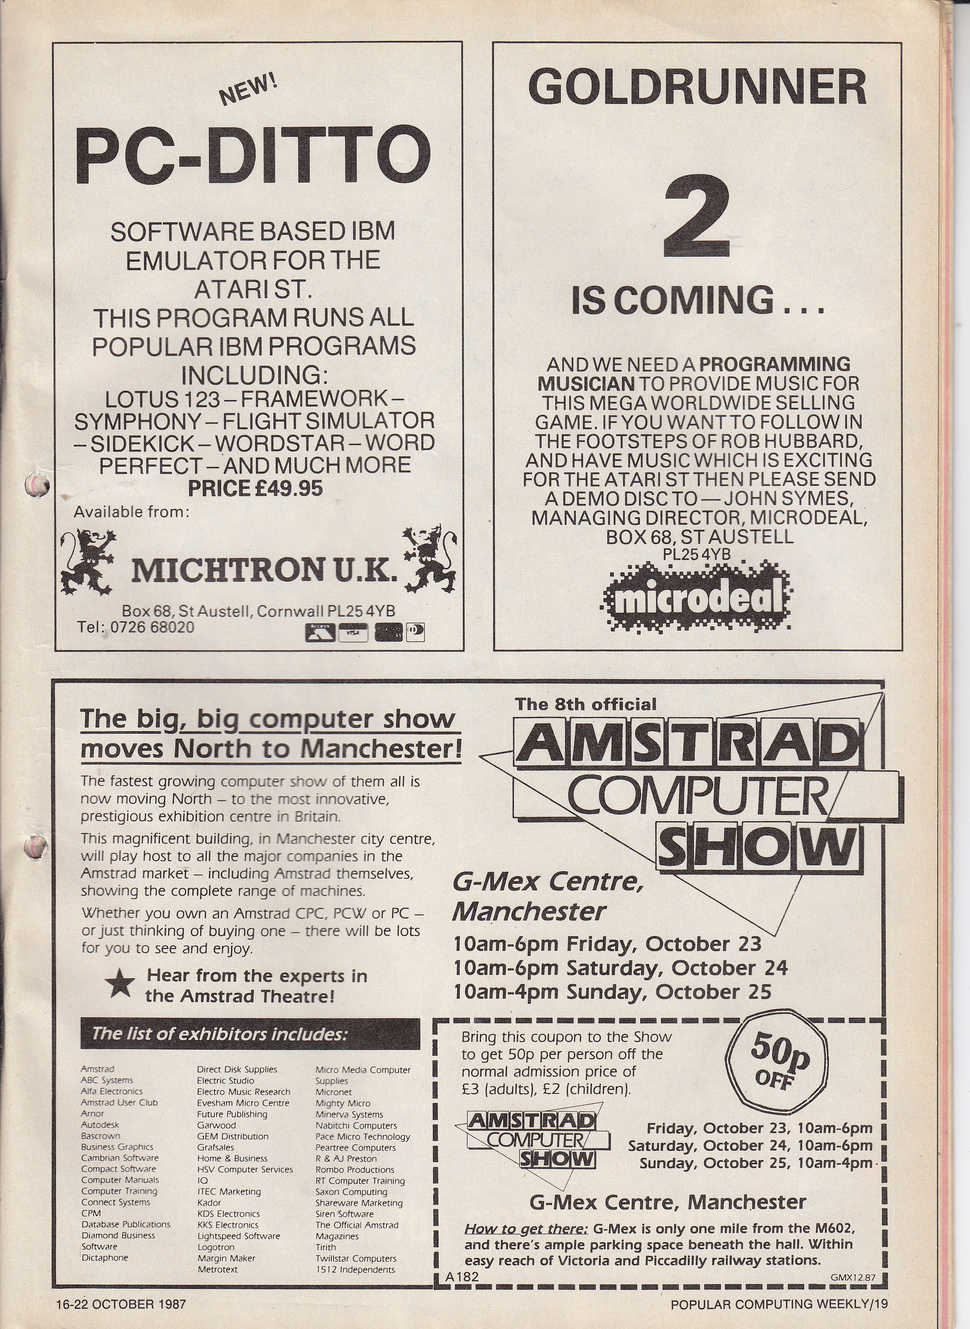 NEW!
PC-DITTO
SOFTWARE BASED IBM
EMULATOR FOR THE
ATARI ST.
THIS PROGRAM RUNS ALL
POPULAR IBM PROGRAMS
INCLUDING:
LOTUS 123 – FRAMEWORK –
SYMPHONY – FLIGHT SIMULATOR
– SIDEKICK – WORDSTAR – WORD
PERFECT – AND MUCH MORE
PRICE £49.95
Available from:
MICHTRON U.K.
Box 68, St Austell, Cornwall PL25 4YB
Tel: 0726 68020
VISA
GOLDRUNNER
2
IS COMING . . .
AND WE NEED A PROGRAMMING
MUSICIAN TO PROVIDE MUSIC FOR
THIS MEGA WORLDWIDE SELLING
GAME. IF YOU WANT TO FOLLOW IN
THE FOOTSTEPS OF ROB HUBBARD,
AND HAVE MUSIC WHICH IS EXCITING
FOR THE ATARI ST THEN PLEASE SEND
A DEMO DISC TO — JOHN SYMES,
MANAGING DIRECTOR, MICRODEAL,
BOX 68, ST AUSTELL
PL25 4YB
microdeal
The big, big computer show
moves North to Manchester!
The fastest growing computer show of them all is
now moving North – to the most innovative,
prestigious exhibition centre in Britain.
This magnificent building, in Manchester city centre,
will play host to all the major companies in the
Amstrad market – including Amstrad themselves,
showing the complete range of machines.
Whether you own an Amstrad CPC, PCW or PC –
or just thinking of buying one – there will be lots
for you to see and enjoy.
Hear from the experts in
the Amstrad Theatre!
The list of exhibitors includes:
Amstrad
ABC Systems
Alfa Electronics
Amstrad User Club
Arnor
Autodesk
Bascrown
Business Graphics
Cambrian Software
Compact Software
Computer Manuals
Computer Training
Connect Systems
CPM
Database Publications
Diamond Business
Software
Dictaphone
Direct Disk Supplies
Electric Studio
Electro Music Research
Evesham Micro Centre
Future Publishing
Garwood
GEM Distribution
Grafsales
Home & Business
HSV Computer Services
IQ
ITEC Marketing
Kador
KDS Electronics
KKS Electronics
Lightspeed Software
Logotron
Margin Maker
Metrotext
Micro Media Computer
Supplies
Micronet
Mighty Micro
Minerva Systems
Nabitchi Computers
Pace Micro Technology
Peartree Computers
R & AJ Preston
Rombo Productions
RT Computer Training
Saxon Computing
Shareware Marketing
Siren Software
The Official Amstrad
Magazines
Tirith
Twillstar Computers
1512 Independents
The 8th official
AMSTRAD
COMPUTER
SHOW
G-Mex Centre,
Manchester
10am-6pm Friday, October 23
10am-6pm Saturday, October 24
10am-4pm Sunday, October 25
Bring this coupon to the Show
to get 50p per person off the
normal admission price of
£3 (adults), £2 (children).
50p
OFF
AMSTRAD
COMPUTER
SHOW
Friday, October 23, 10am-6pm
Saturday, October 24, 10am-6pm
Sunday, October 25, 10am-4pm
G-Mex Centre, Manchester
How to get there: G-Mex is only one mile from the M602,
and there's ample parking space beneath the hall. Within
easy reach of Victoria and Piccadilly railway stations.
A182
GMX12.87
16-22 OCTOBER 1987
POPULAR COMPUTING WEEKLY/19